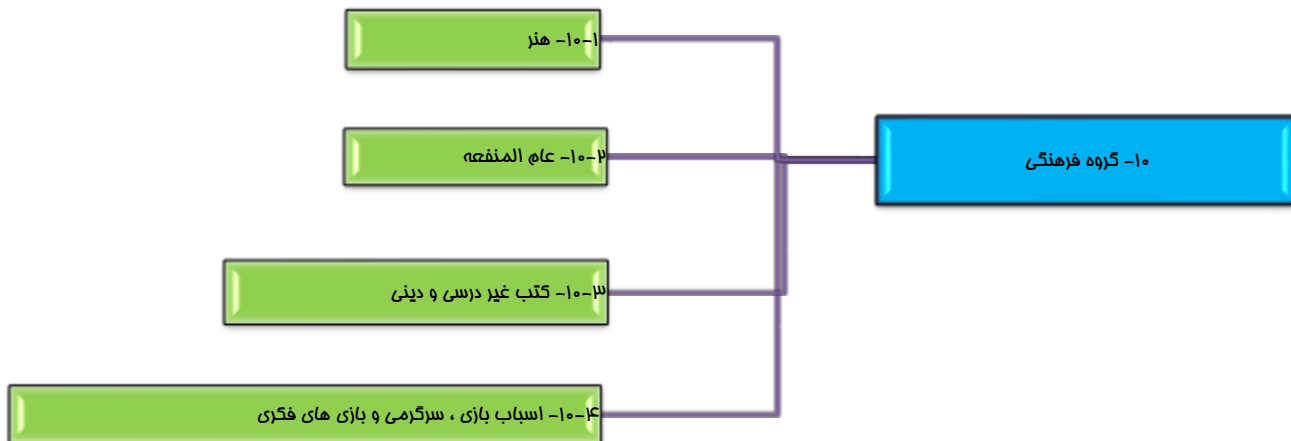 ۱۰- گروه فرهنگی
۱۰-۱- هنر
۱۰-۲- عام المنفعه
۱۰-۳- کتب غیر درسی و دینی
۱۰-۴- اسباب بازی ، سرگرمی و بازی های فکری